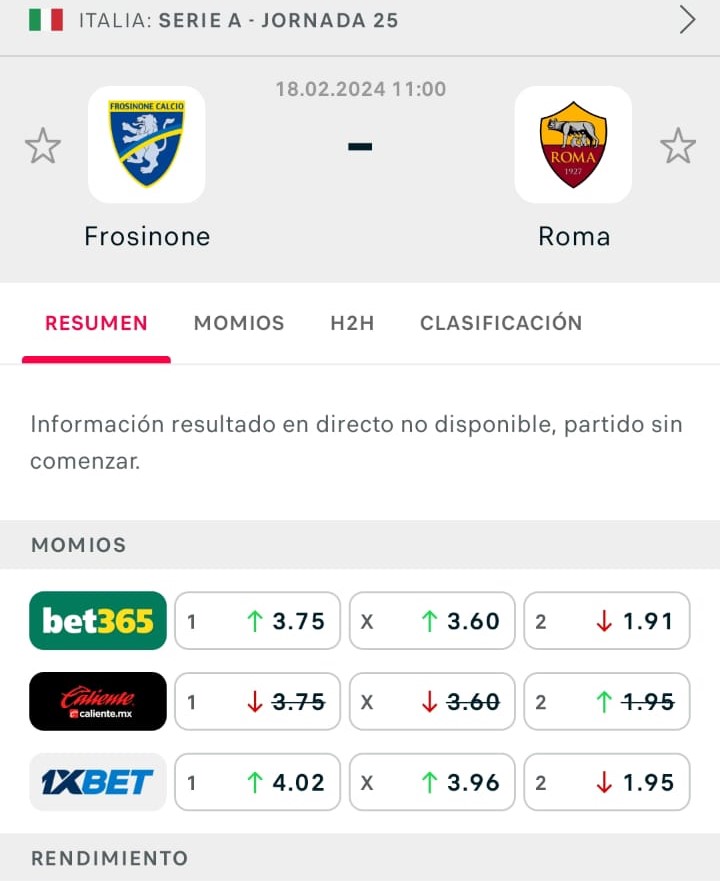 ITALIA: SERIE A - JORNADA 25
18.02.2024 11:00
FROSINONE CALCIO
ROMA
1927
–
Frosinone
Roma
RESUMEN MOMIOS H2H CLASIFICACIÓN
Información resultado en directo no disponible, partido sin
comenzar.
MOMIOS
bet365 1 ↑ 3.75 X ↑ 3.60 2 ↓ 1.91
Caliente caliente.mx 1 ↓ 3.75 X ↓ 3.60 2 ↑ 1.95
1XBET 1 ↑ 4.02 X ↑ 3.96 2 ↓ 1.95
RENDIMIENTO